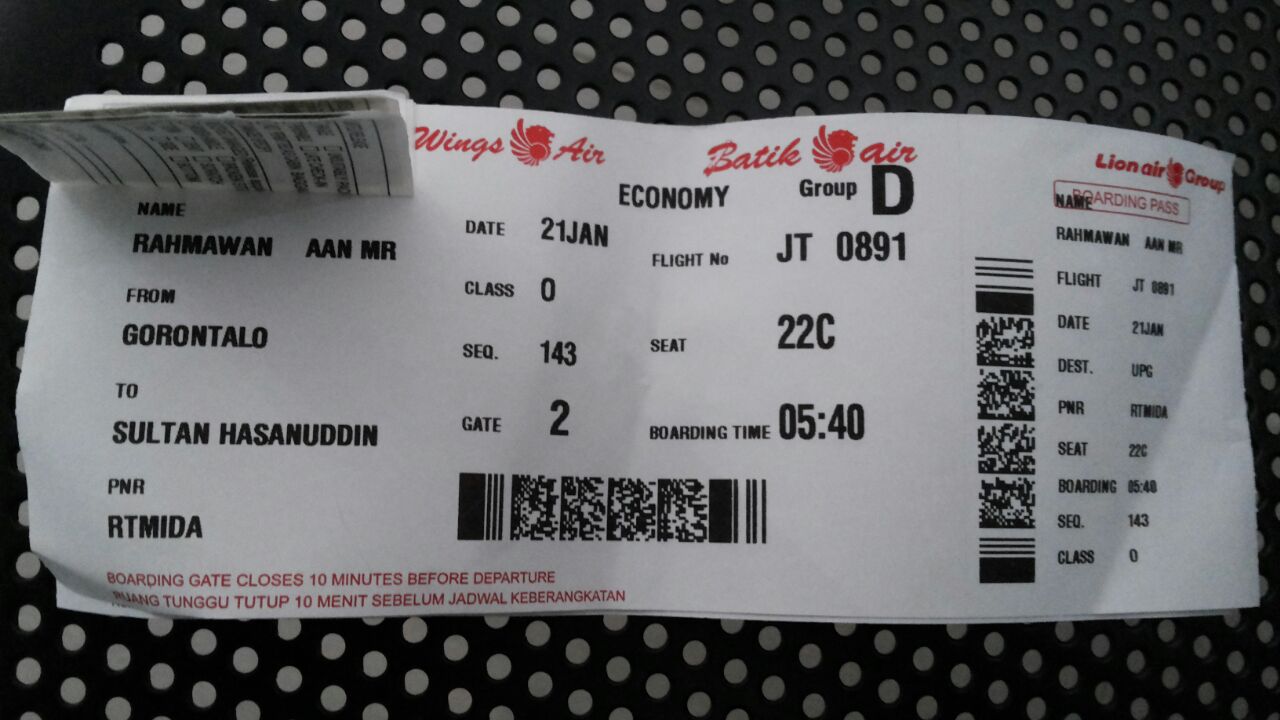 Wings Air Batik air Lion air Group
ECONOMY Group D
BOARDING PASS
NAME
RAHMAWAN AAN MR
FROM
GORONTALO
TO
SULTAN HASANUDDIN
PNR
RTMIDA
DATE 21JAN
CLASS O
SEQ. 143
GATE 2
FLIGHT No JT 0891
SEAT 22C
BOARDING TIME 05:40
BOARDING GATE CLOSES 10 MINUTES BEFORE DEPARTURE
RUANG TUNGGU TUTUP 10 MENIT SEBELUM JADWAL KEBERANGKATAN
NAME
RAHMAWAN AAN MR
FLIGHT JT 0891
DATE 21JAN
DEST. UPG
PNR RTMIDA
SEAT 22C
BOARDING 05:40
SEQ. 143
CLASS O